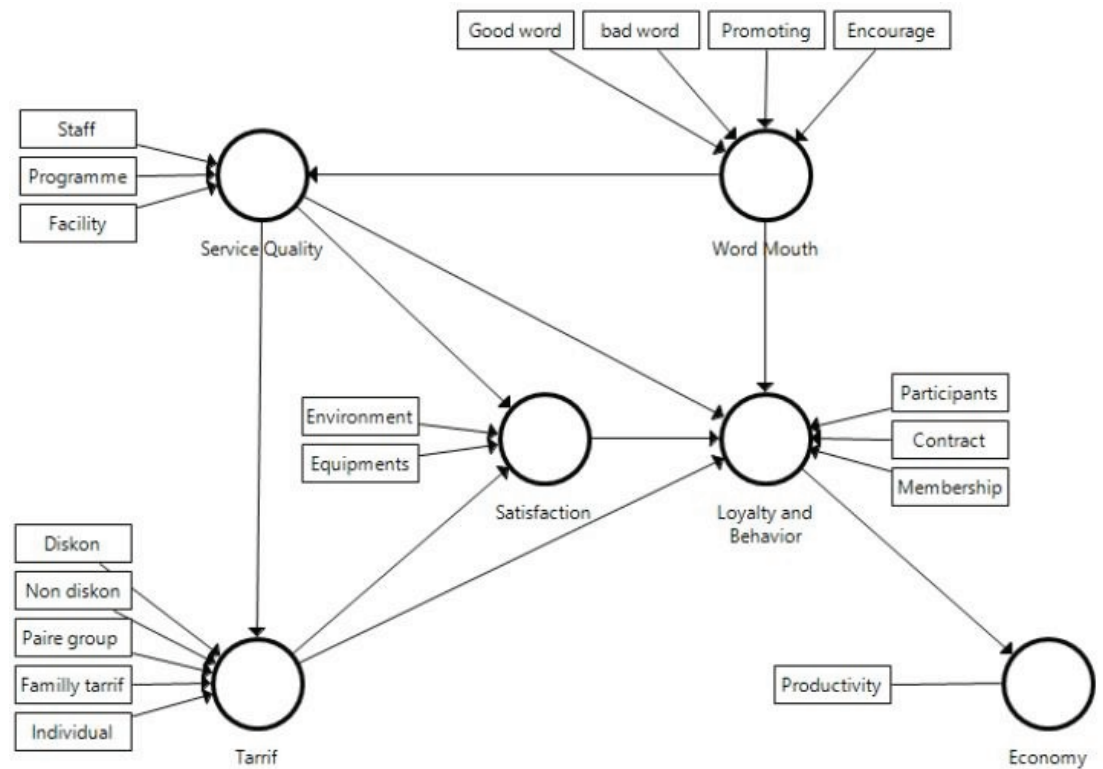 Good word
bad word
Promoting
Encourage
Staff
Programme
Facility
Service Quality
Word Mouth
Environment
Equipments
Satisfaction
Participants
Contract
Membership
Loyalty and
Behavior
Diskon
Non diskon
Paire group
Familly tarrif
Individual
Tarrif
Productivity
Economy